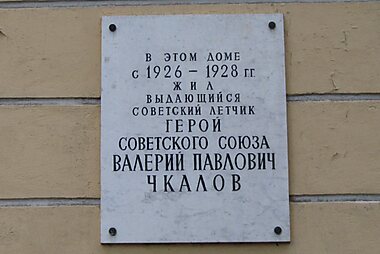 В ЭТОМ ДОМЕ
С 1926 – 1928 ГГ.
ЖИЛ
ВЫДАЮЩИЙСЯ
СОВЕТСКИЙ ЛЕТЧИК
ГЕРОЙ
СОВЕТСКОГО СОЮЗА
ВАЛЕРИЙ ПАВЛОВИЧ
ЧКАЛОВ